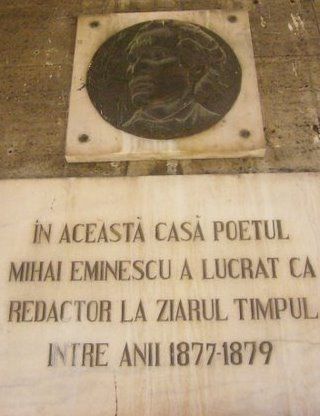 ÎN ACEASTĂ CASĂ POETUL
MIHAI EMINESCU A LUCRAT CA
REDACTOR LA ZIARUL TIMPUL
ÎNTRE ANII 1877-1879